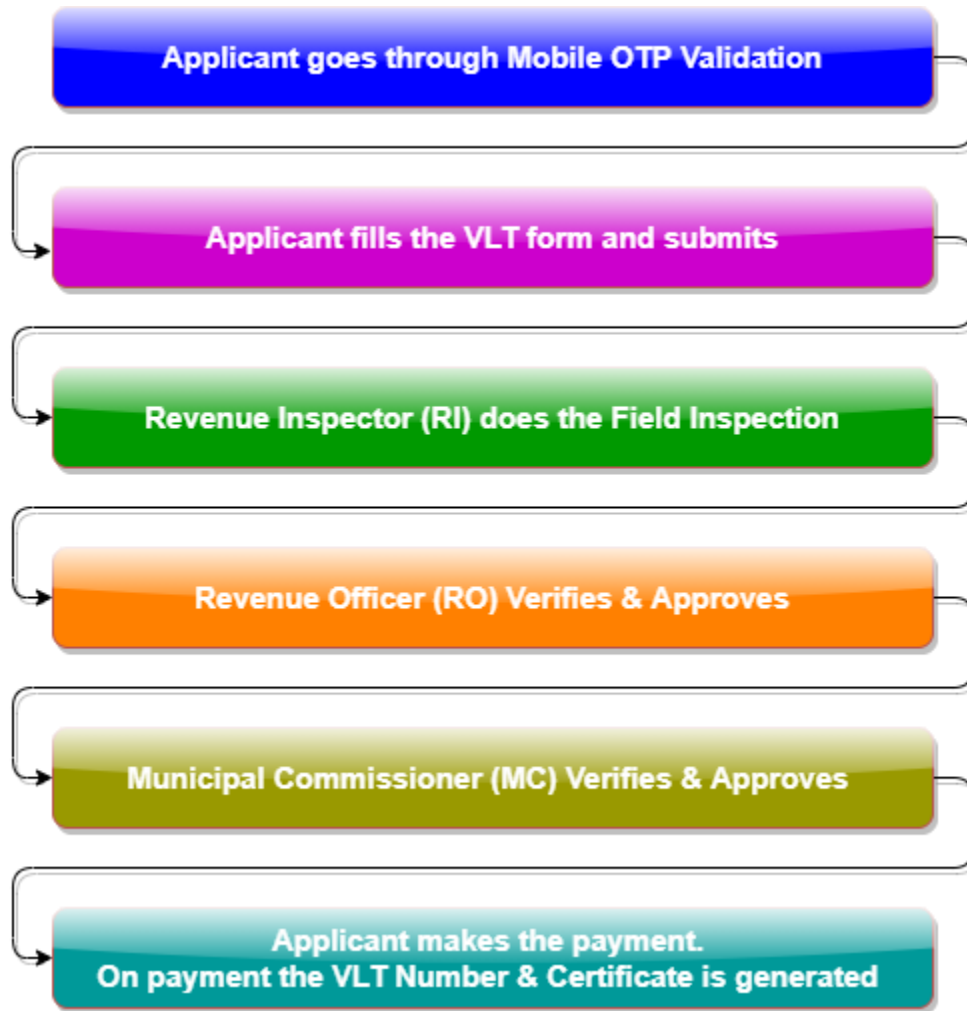 Applicant goes through Mobile OTP Validation
Applicant fills the VLT form and submits
Revenue Inspector (RI) does the Field Inspection
Revenue Officer (RO) Verifies & Approves
Municipal Commissioner (MC) Verifies & Approves
Applicant makes the payment.
On payment the VLT Number & Certificate is generated